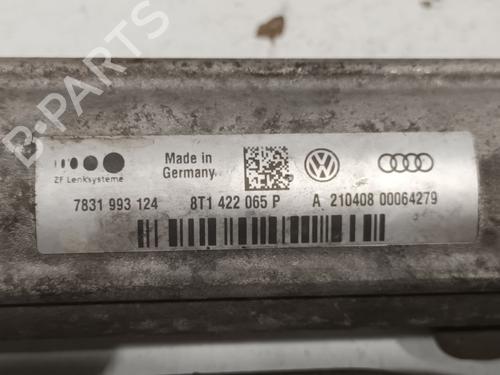 B-PARTS
ZF Lenksysteme
Made in
Germany
7831 993 124 8T1 422 065 P A 210408 00064279